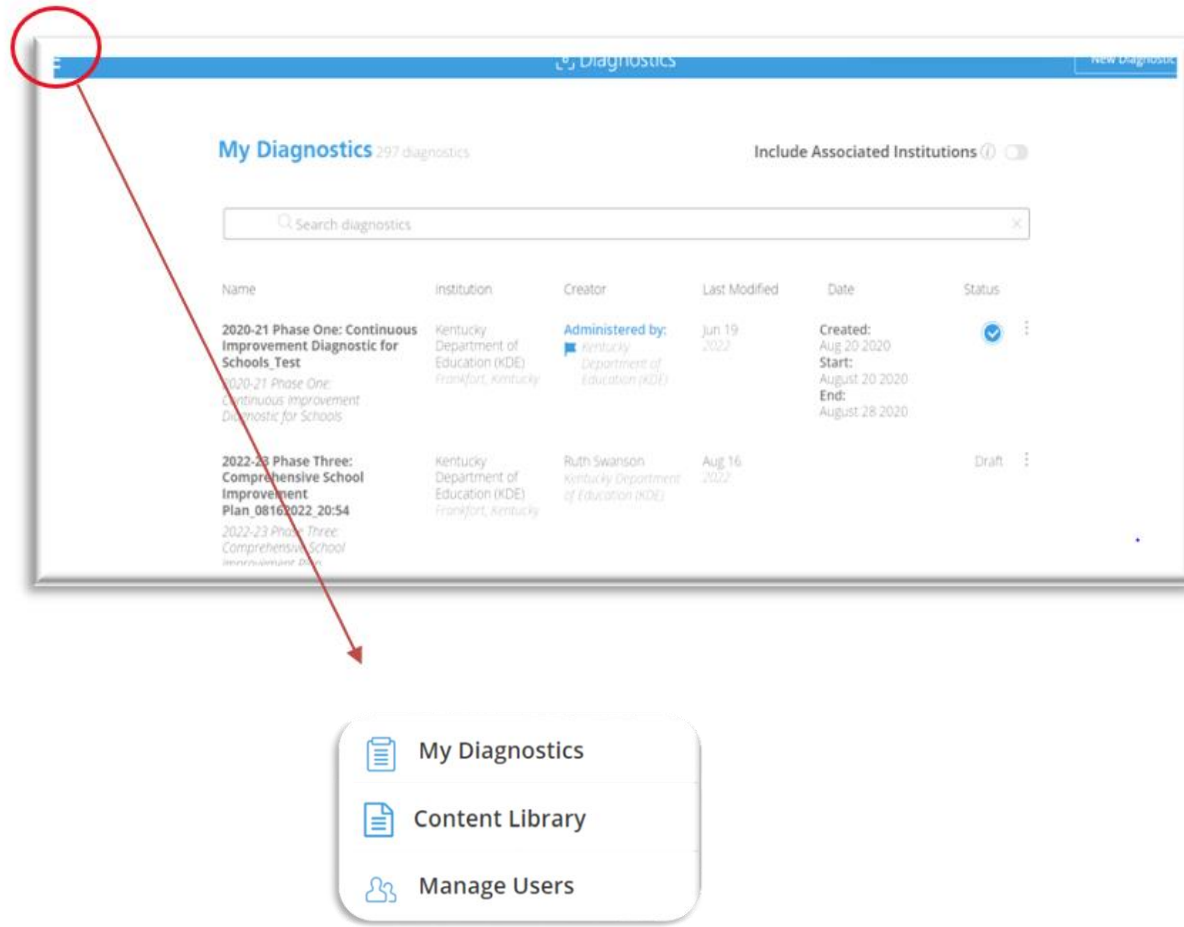 Diagnostics
New Diagnostic
My Diagnostics 297 diagnostics
Include Associated Institutions
Search diagnostics
Name
Institution
Creator
Last Modified
Date
Status
2020-21 Phase One: Continuous
Improvement Diagnostic for
Schools_Test
2020-21 Phase One:
Continuous Improvement
Diagnostic for Schools
Kentucky
Department of
Education (KDE)
Frankfort, Kentucky
Administered by:
Kentucky
Department of
Education (KDE)
Jun 19
2022
Created:
Aug 20 2020
Start:
August 20 2020
End:
August 28 2020
2022-23 Phase Three:
Comprehensive School
Improvement
Plan_08162022_20:54
2022-23 Phase Three:
Comprehensive School
Improvement Plan
Kentucky
Department of
Education (KDE)
Frankfort, Kentucky
Ruth Swanson
Kentucky Department
of Education (KDE)
Aug 16
2022
Draft
My Diagnostics
Content Library
Manage Users